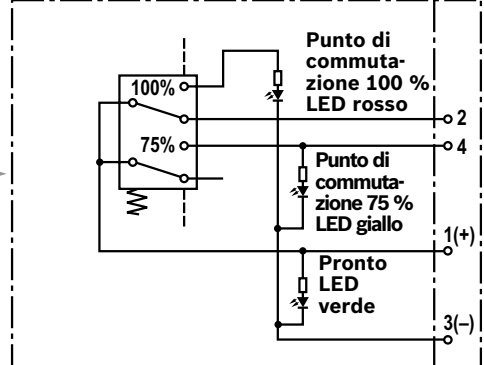 Punto di
commuta-
zione 100 %
LED rosso
100%
2
75%
4
Punto di
commuta-
zione 75 %
LED giallo
1(+)
Pronto
LED
verde
3(–)